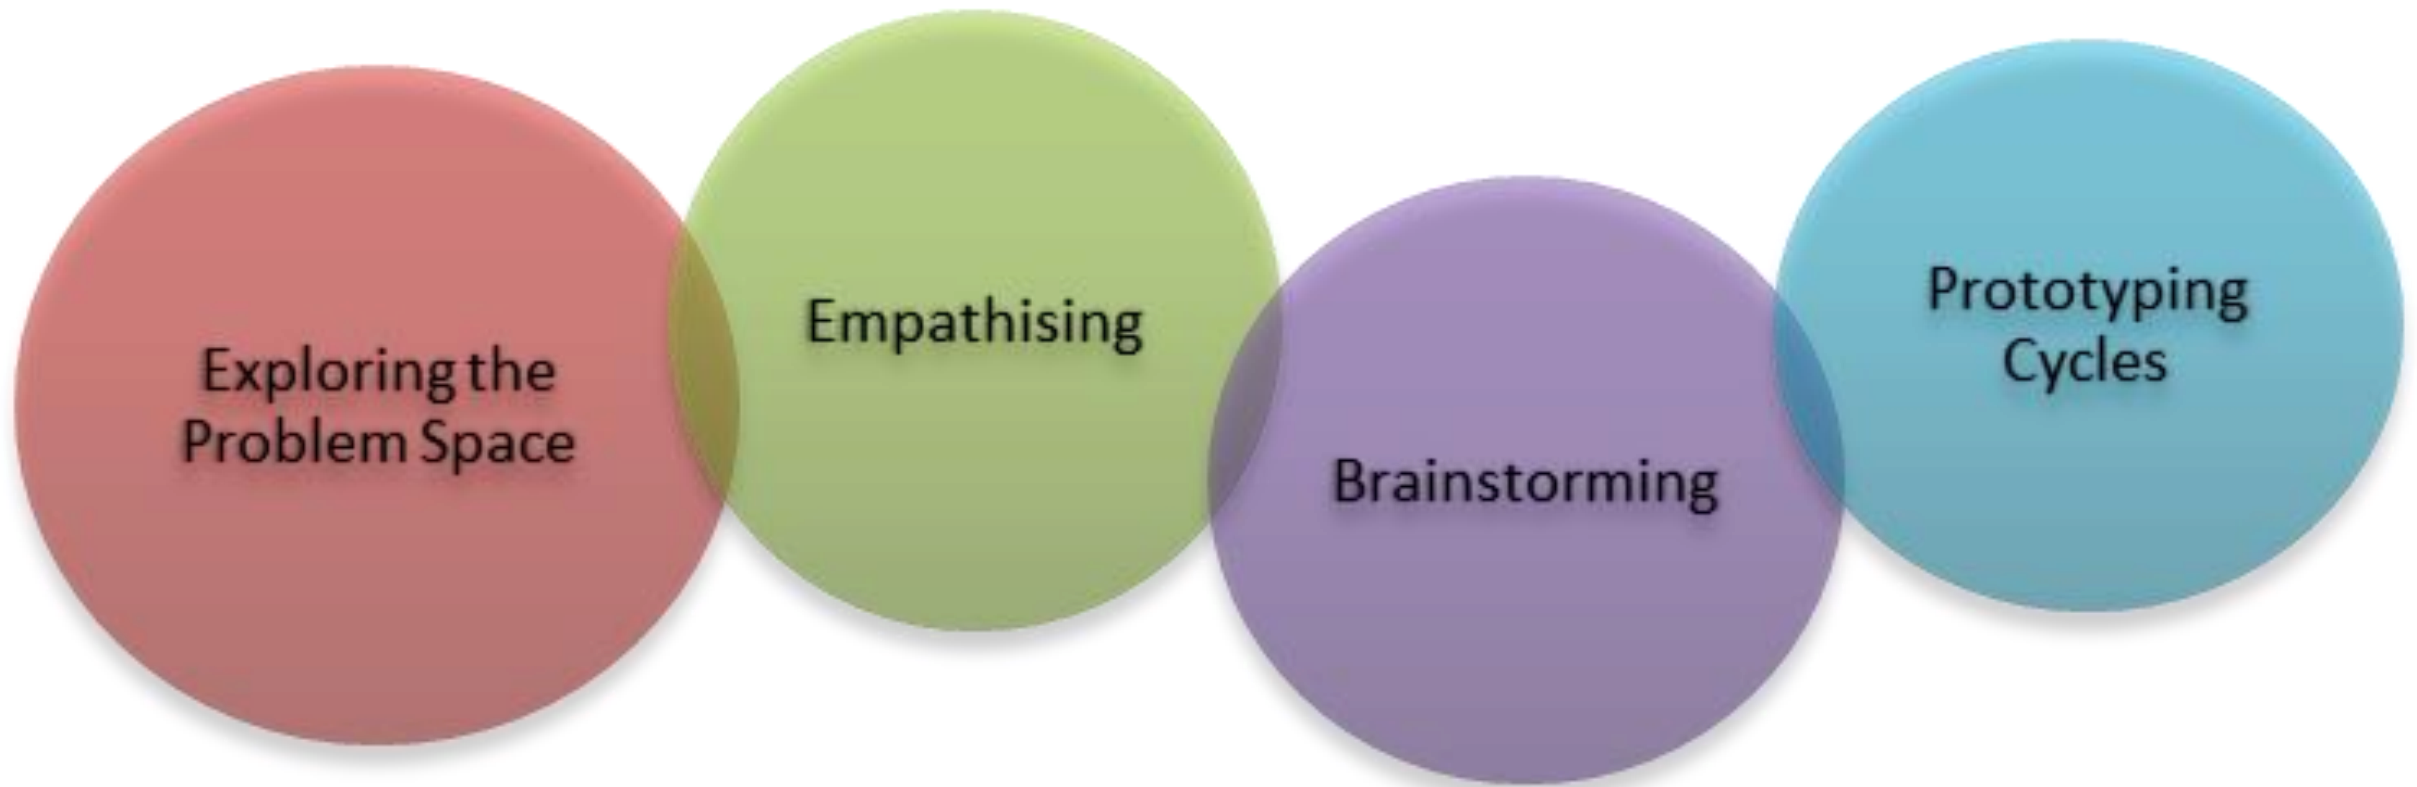 Exploring the
Problem Space
Empathising
Brainstorming
Prototyping
Cycles